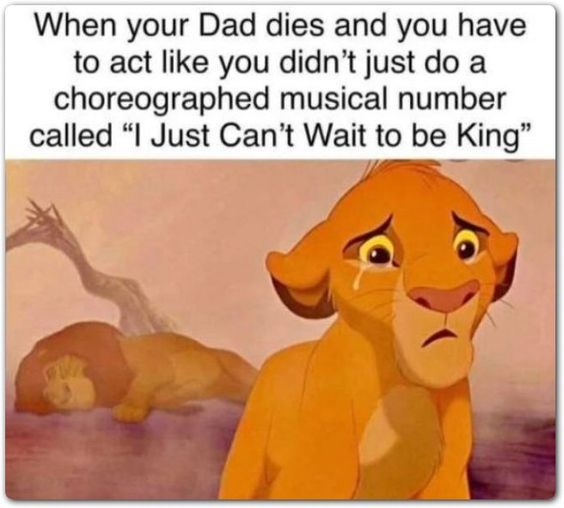 When your Dad dies and you have
to act like you didn’t just do a
choreographed musical number
called “I Just Can’t Wait to be King”